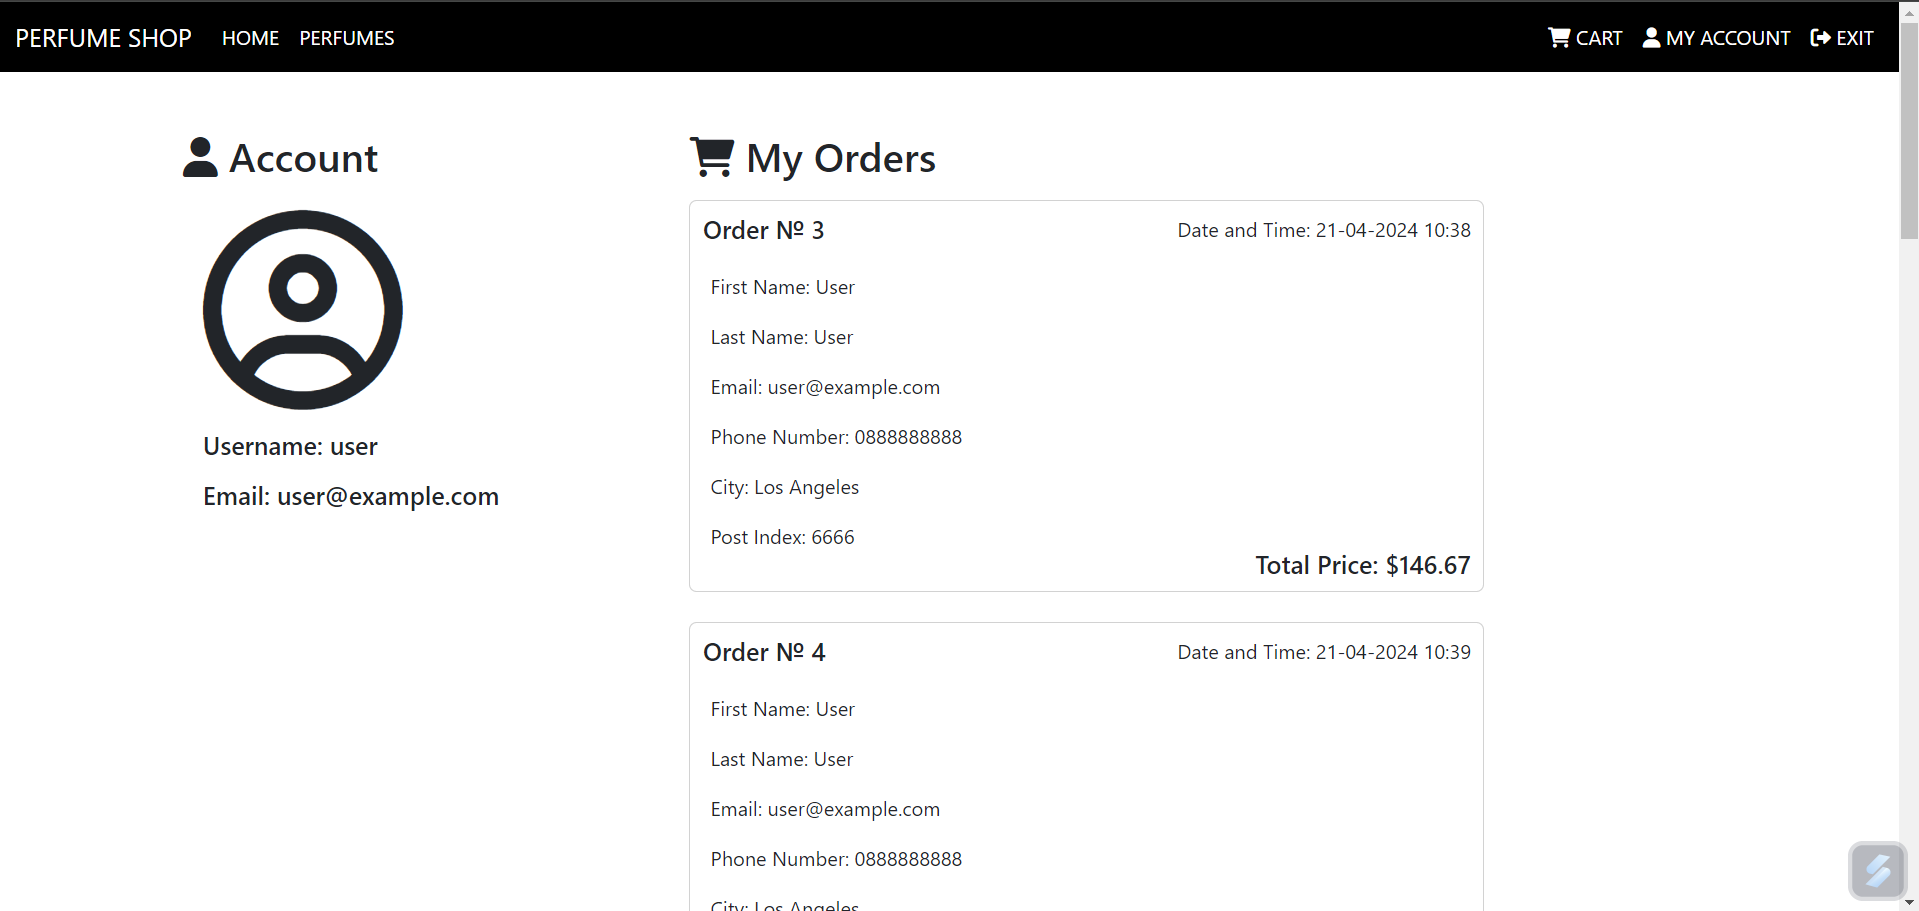 PERFUME SHOP HOME PERFUMES CART MY ACCOUNT EXIT
Account
Username: user
Email: user@example.com
My Orders
Order № 3 Date and Time: 21-04-2024 10:38
First Name: User
Last Name: User
Email: user@example.com
Phone Number: 0888888888
City: Los Angeles
Post Index: 6666
Total Price: $146.67
Order № 4 Date and Time: 21-04-2024 10:39
First Name: User
Last Name: User
Email: user@example.com
Phone Number: 0888888888
City: Los Angeles